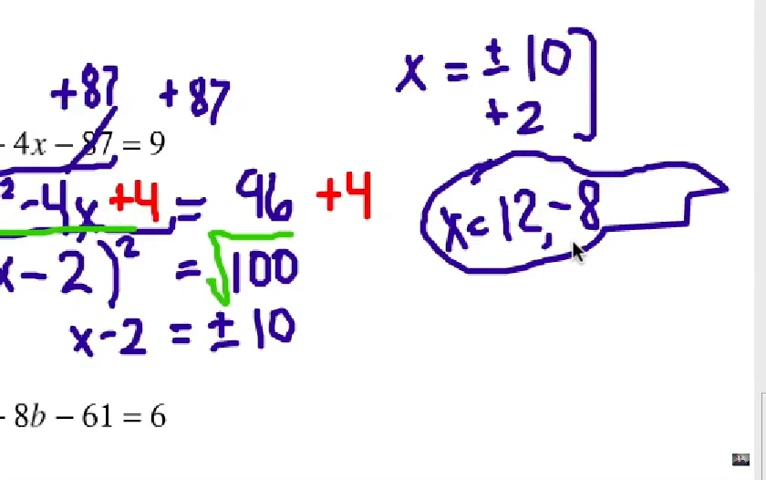 +87 +87
- 4x − 87 = 9
² -4x +4 = 96 +4
x - 2)² = √100
x-2 = ± 10
- 8b − 61 = 6
x = ± 10
+2
x = 12, -8